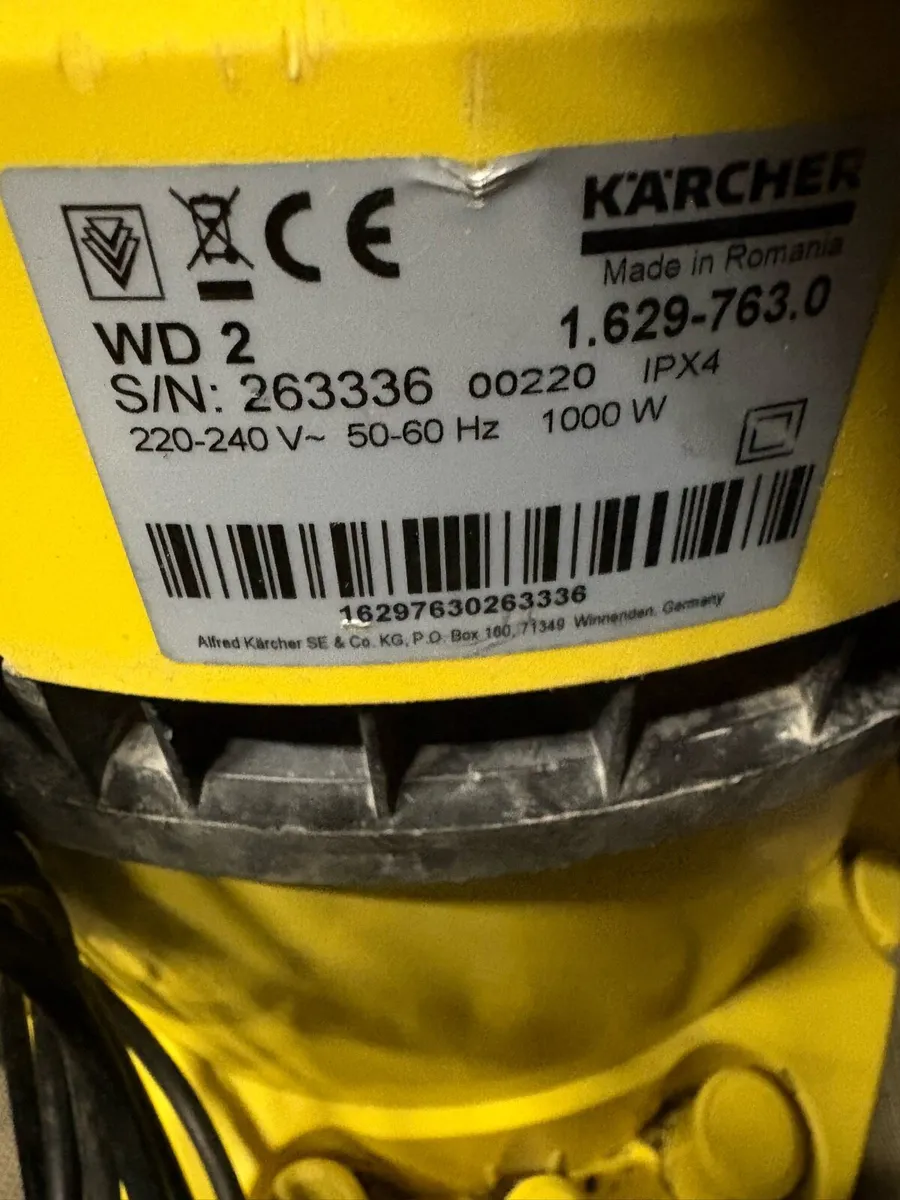 CE
KÄRCHER
Made in Romania
WD 2
1.629-763.0
S/N: 263336 00220 IPX4
220-240 V~ 50-60 Hz 1000 W
16297630263336
Alfred Kärcher SE & Co. KG, P.O. Box 160, 71349 Winnenden, Germany